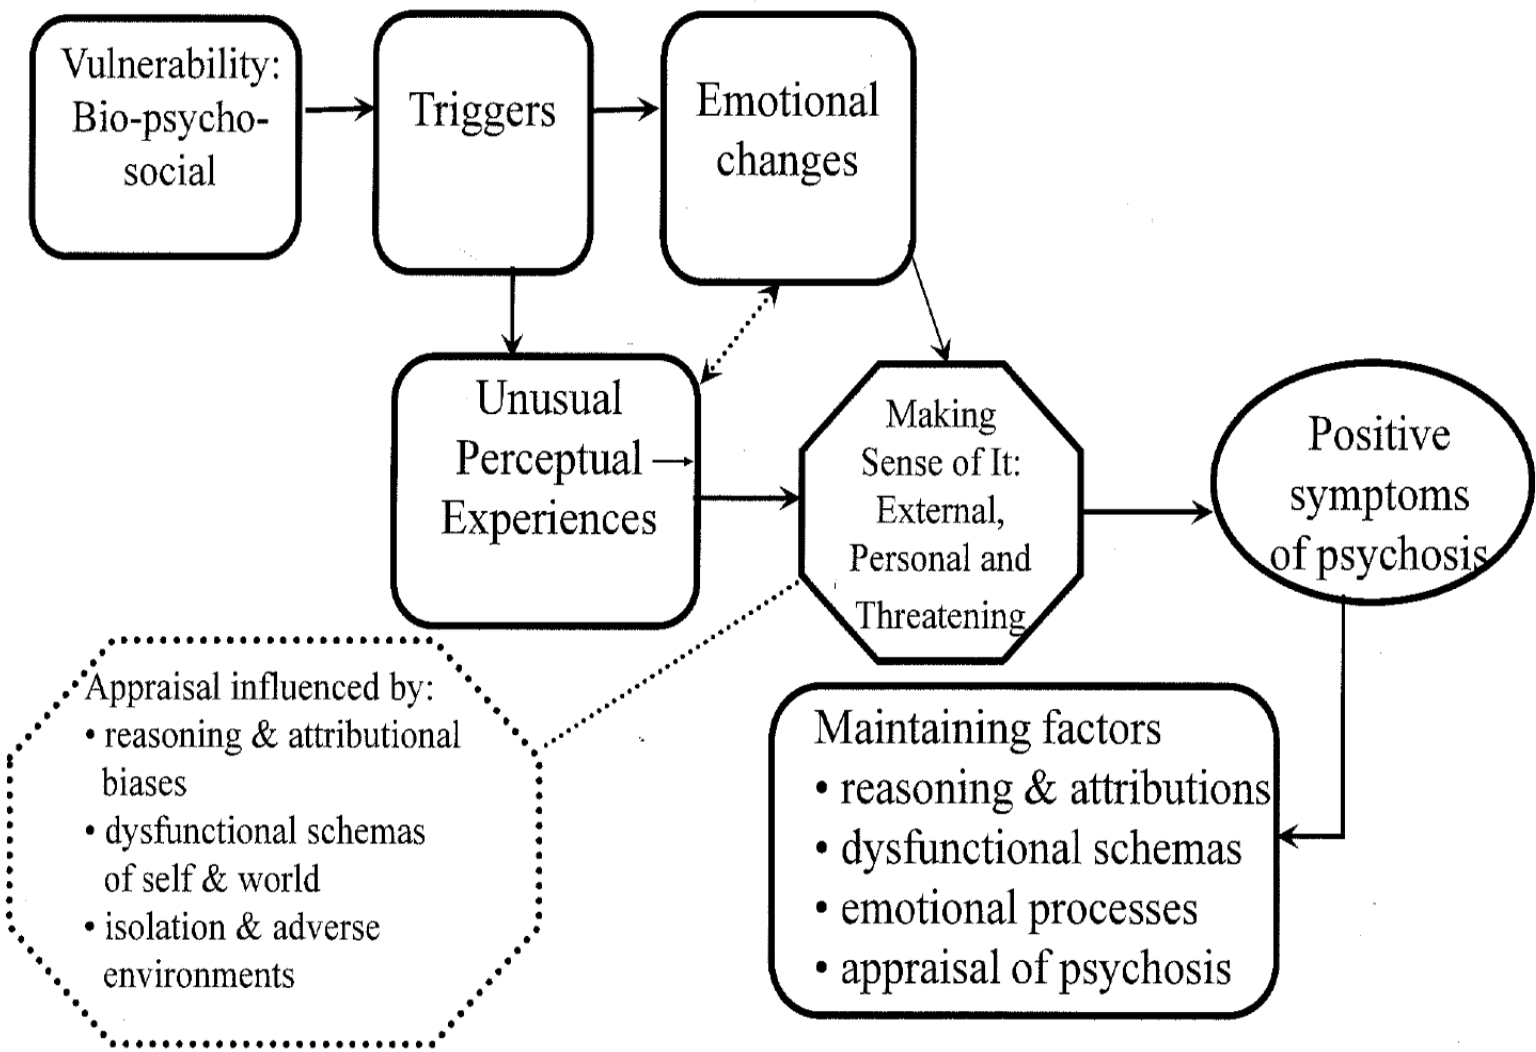 Vulnerability:
Bio-psycho-
social
Triggers
Emotional
changes
Unusual
Perceptual
Experiences
Making
Sense of It:
External,
Personal and
Threatening
Positive
symptoms
of psychosis
Appraisal influenced by:
• reasoning & attributional
biases
• dysfunctional schemas
of self & world
• isolation & adverse
environments
Maintaining factors
• reasoning & attributions
• dysfunctional schemas
• emotional processes
• appraisal of psychosis